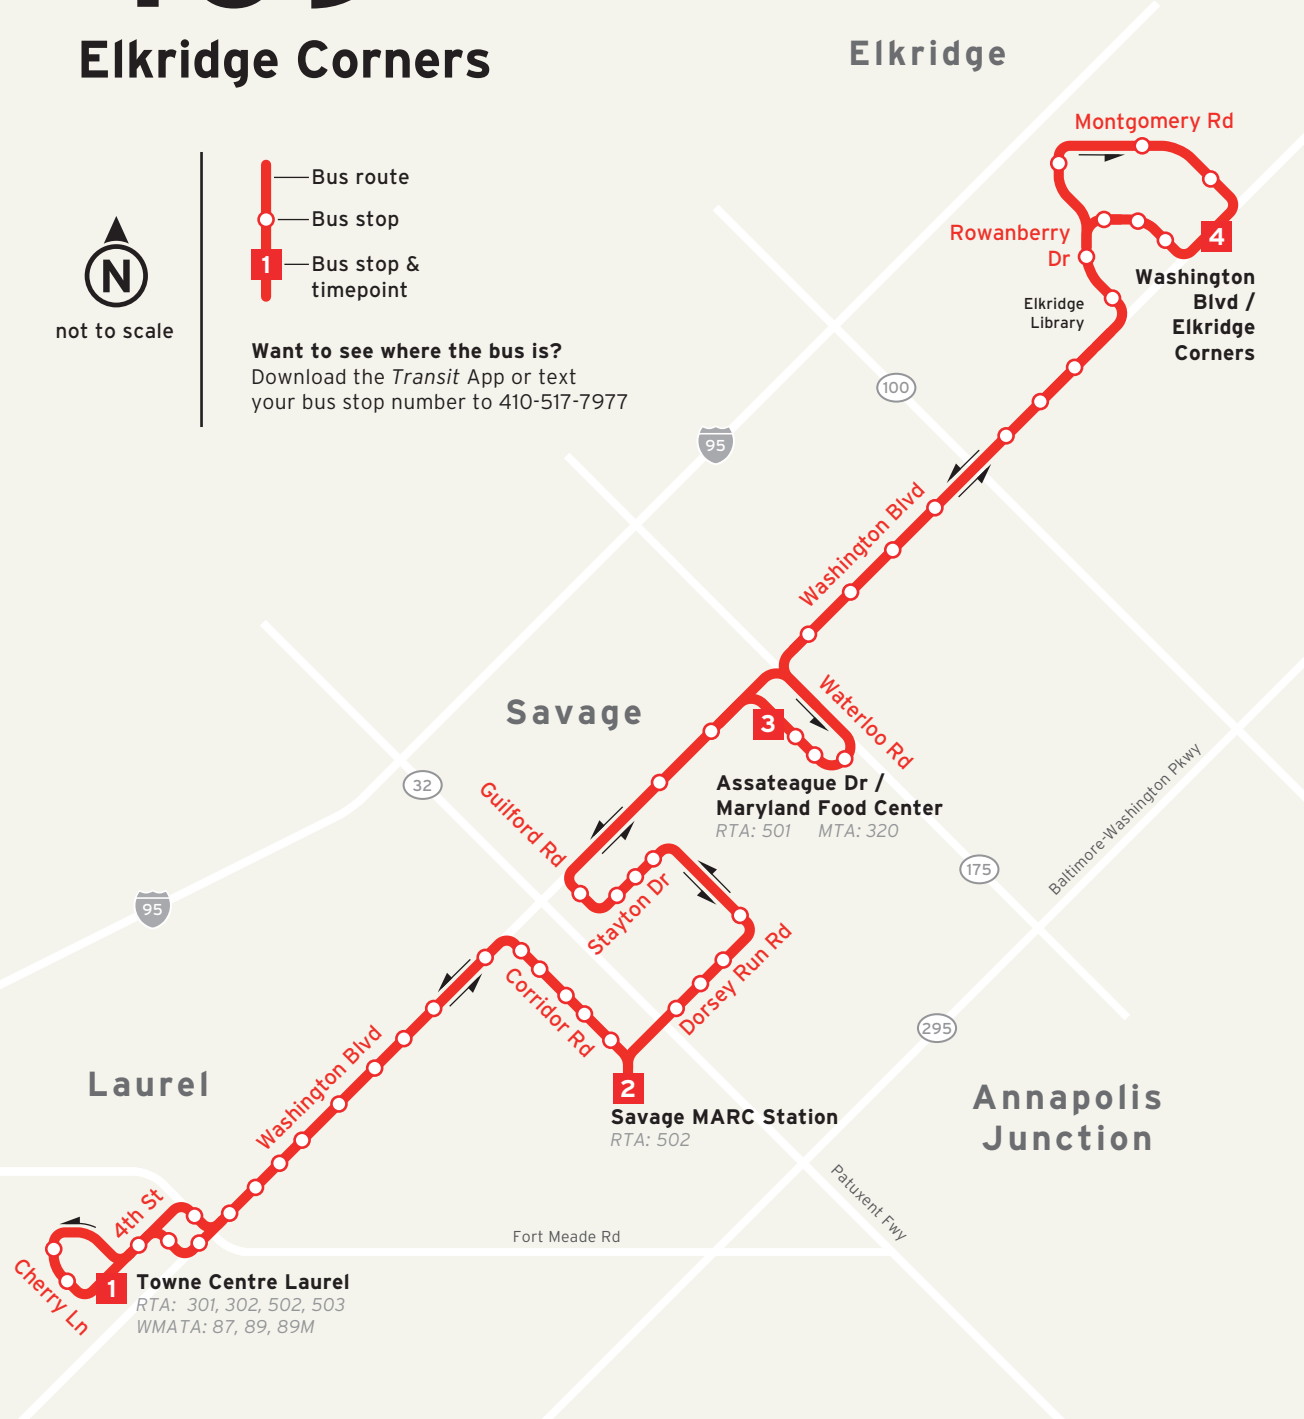 Elkridge Corners
Elkridge
Montgomery Rd
Bus route
Bus stop
1
Bus stop &
timepoint
N
not to scale
Rowanberry
Dr
4
Washington
Blvd /
Elkridge
Corners
Elkridge
Library
Want to see where the bus is?
Download the Transit App or text
your bus stop number to 410-517-7977
100
95
Washington Blvd
Savage
Waterloo Rd
3
Assateague Dr /
Maryland Food Center
RTA: 501 MTA: 320
32
Guilford Rd
Baltimore-Washington Pkwy
175
Stayton Dr
95
Dorsey Run Rd
Corridor Rd
295
Washington Blvd
Laurel
2
Savage MARC Station
RTA: 502
Annapolis
Junction
Patuxent Fwy
4th St
Fort Meade Rd
Cherry Ln
1
Towne Centre Laurel
RTA: 301, 302, 502, 503
WMATA: 87, 89, 89M